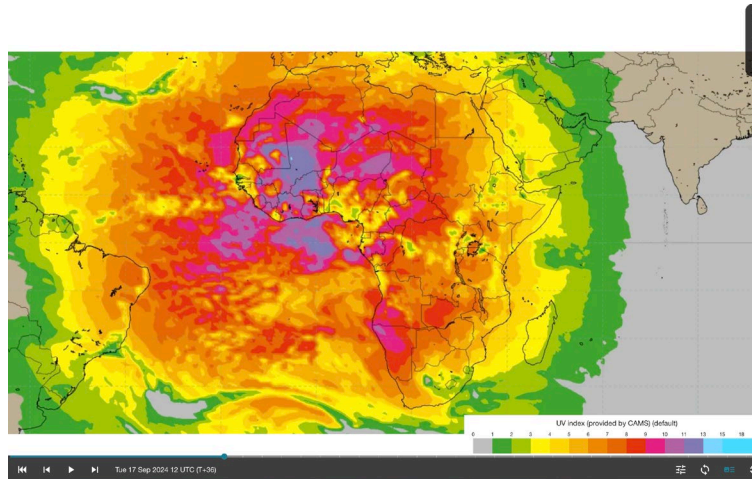 UV index (provided by CAMS) (default)
0 1 2 3 4 5 6 7 8 9 10 11 13 15 18
Tue 17 Sep 2024 12 UTC (T+36)